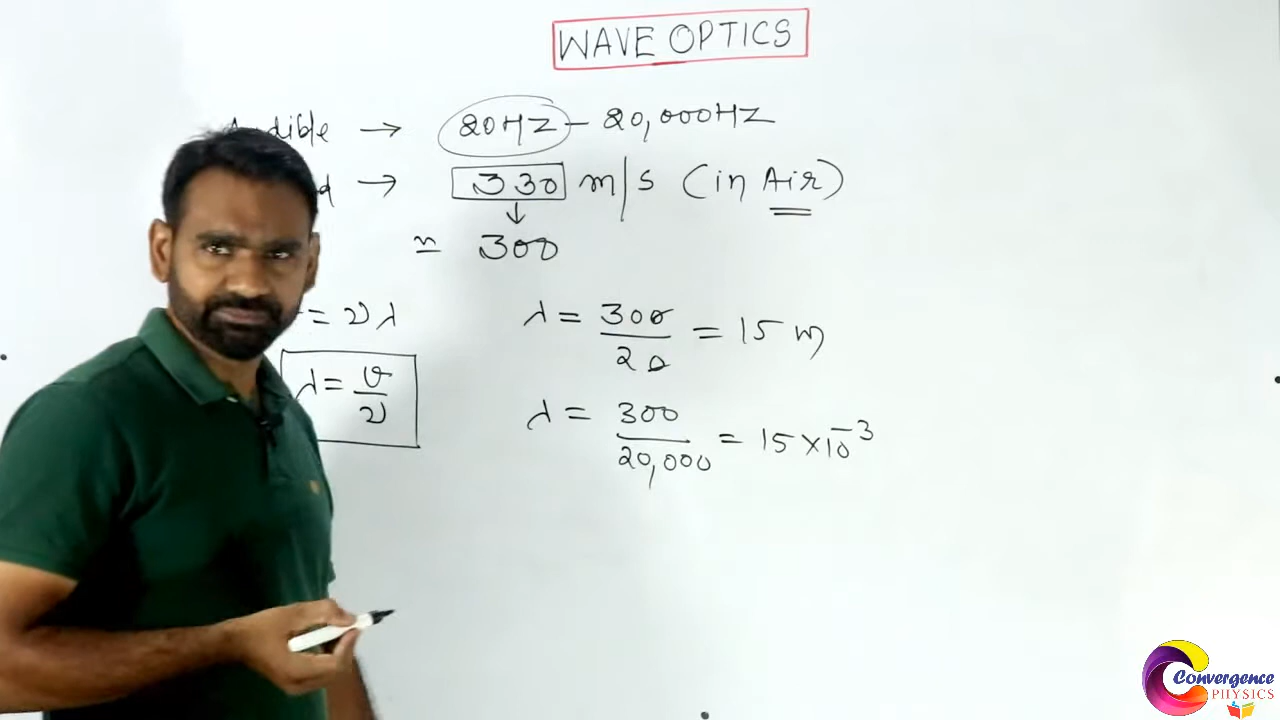 WAVE OPTICS
Audible → 20HZ - 20,000HZ
→ 330 m/s (in Air)
↓
≈ 300
= νλ
λ = 300/20 = 15 m
λ = v/ν
λ = 300/20,000 = 15 × 10⁻³
Convergence
PHYSICS